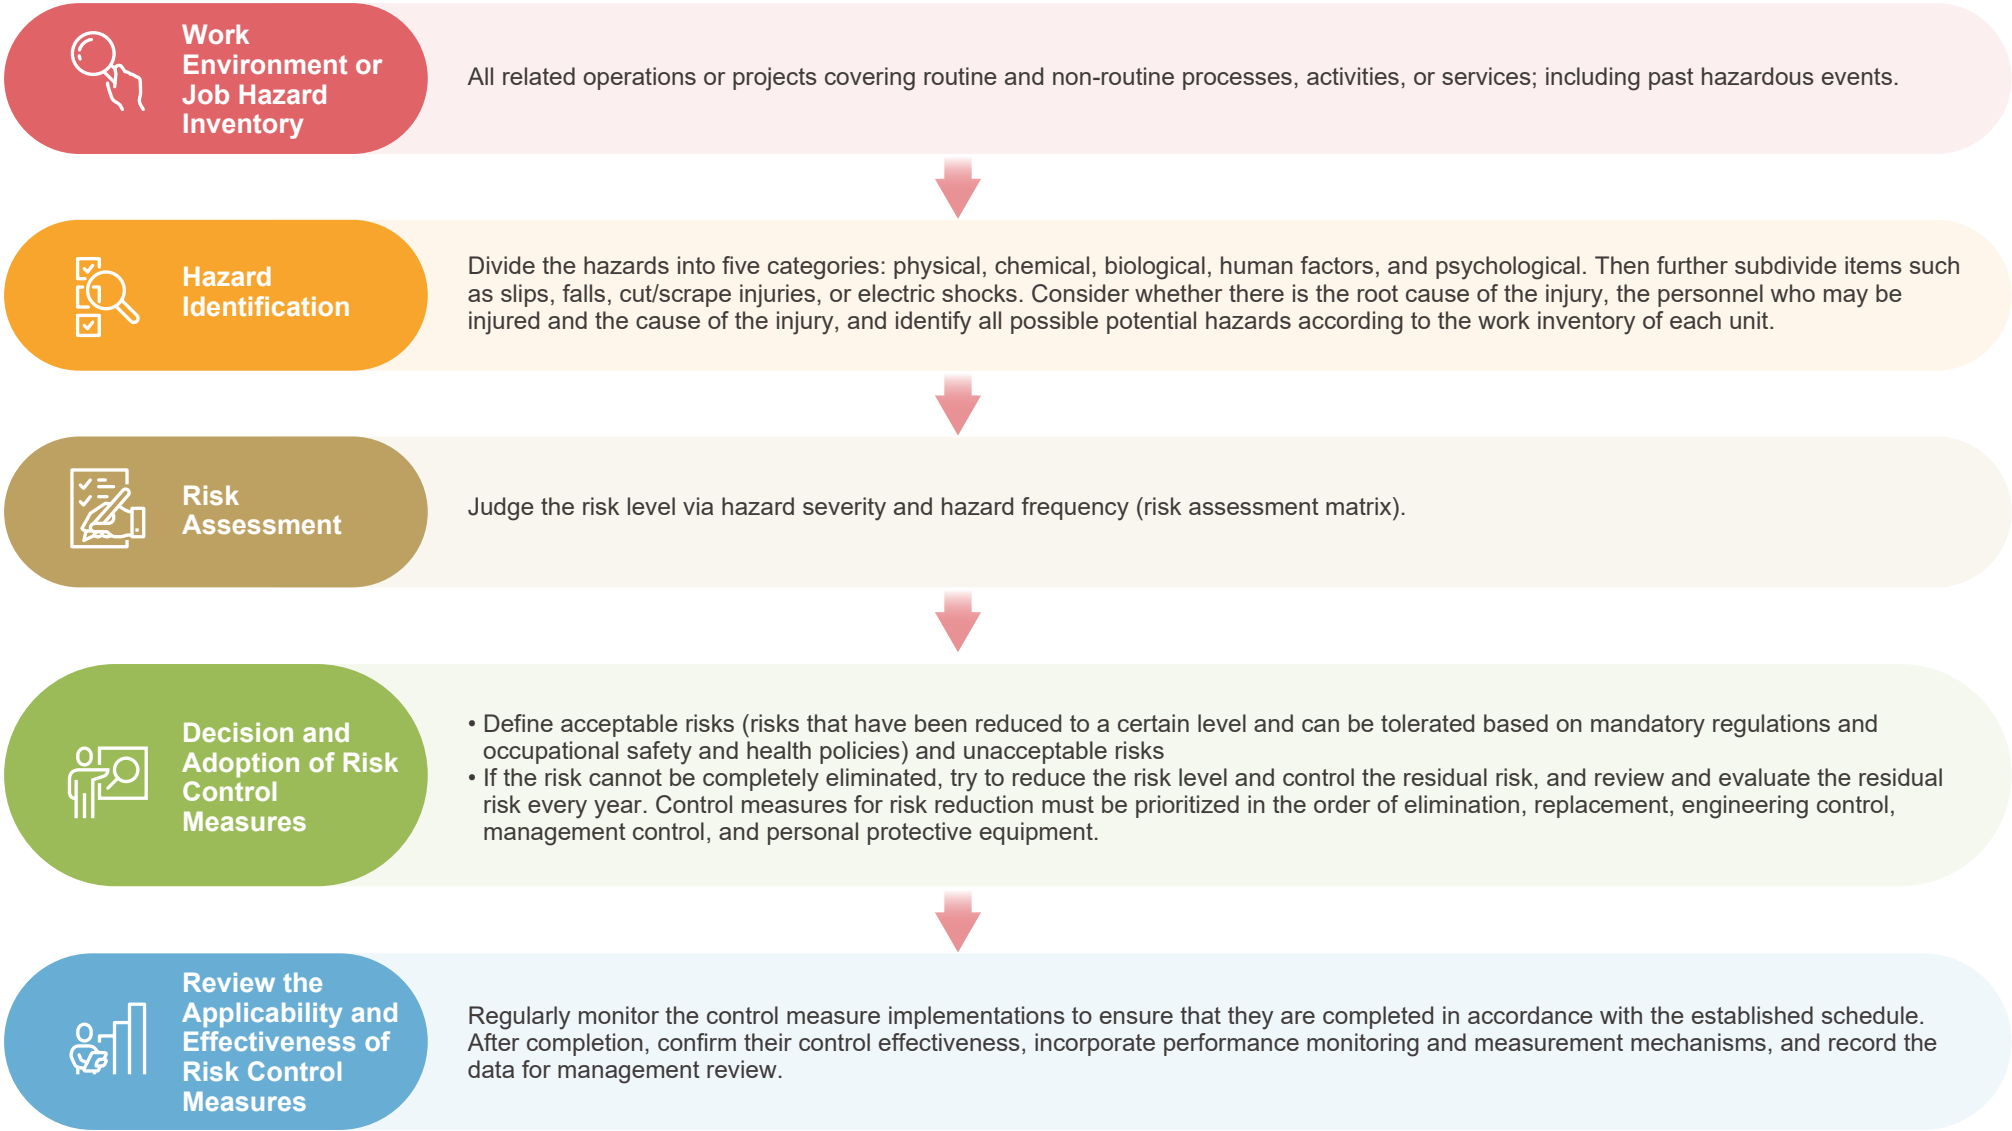 Work
Environment or
Job Hazard
Inventory
All related operations or projects covering routine and non-routine processes, activities, or services; including past hazardous events.
Hazard
Identification
Divide the hazards into five categories: physical, chemical, biological, human factors, and psychological. Then further subdivide items such
as slips, falls, cut/scrape injuries, or electric shocks. Consider whether there is the root cause of the injury, the personnel who may be
injured and the cause of the injury, and identify all possible potential hazards according to the work inventory of each unit.
Risk
Assessment
Judge the risk level via hazard severity and hazard frequency (risk assessment matrix).
Decision and
Adoption of Risk
Control
Measures
• Define acceptable risks (risks that have been reduced to a certain level and can be tolerated based on mandatory regulations and
occupational safety and health policies) and unacceptable risks
• If the risk cannot be completely eliminated, try to reduce the risk level and control the residual risk, and review and evaluate the residual
risk every year. Control measures for risk reduction must be prioritized in the order of elimination, replacement, engineering control,
management control, and personal protective equipment.
Review the
Applicability and
Effectiveness of
Risk Control
Measures
Regularly monitor the control measure implementations to ensure that they are completed in accordance with the established schedule.
After completion, confirm their control effectiveness, incorporate performance monitoring and measurement mechanisms, and record the
data for management review.